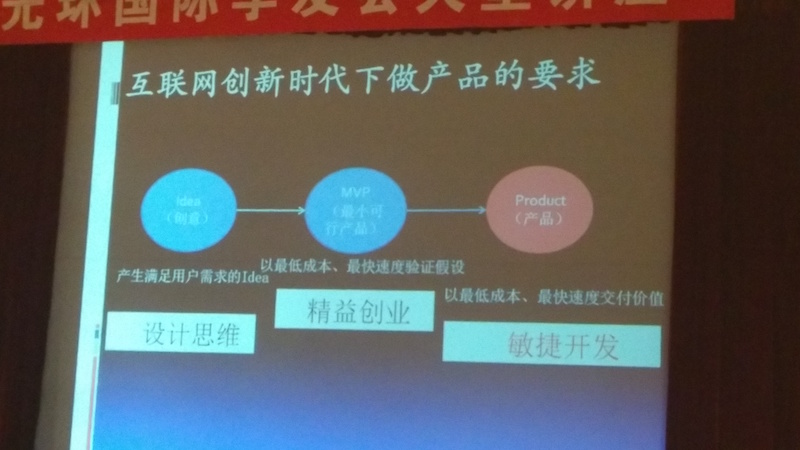 光环国际学友会大型讲座
互联网创新时代下做产品的要求
Idea
（创意）
MVP
（最小可
行产品）
Product
（产品）
产生满足用户需求的Idea
以最低成本、最快速度验证假设
以最低成本、最快速度交付价值
设计思维
精益创业
敏捷开发